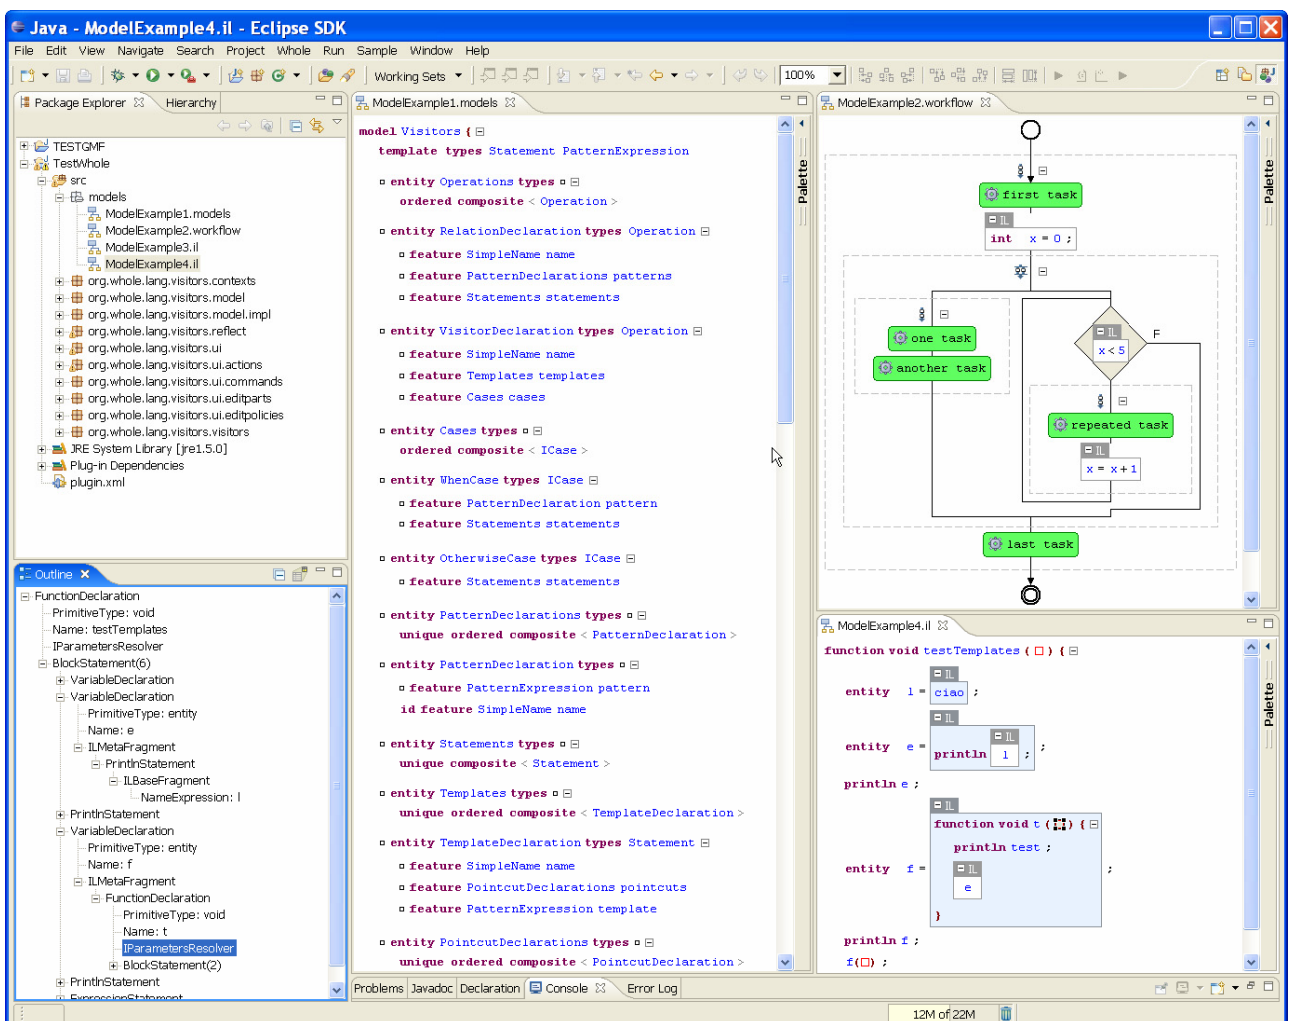 Java - ModelExample4.il - Eclipse SDK
File Edit View Navigate Search Project Whole Run Sample Window Help
Working Sets
100%
Package Explorer
Hierarchy
TESTGMF
TestWhole
src
models
ModelExample1.models
ModelExample2.workflow
ModelExample3.il
ModelExample4.il
org.whole.lang.visitors.contexts
org.whole.lang.visitors.model
org.whole.lang.visitors.model.impl
org.whole.lang.visitors.reflect
org.whole.lang.visitors.ui
org.whole.lang.visitors.ui.actions
org.whole.lang.visitors.ui.commands
org.whole.lang.visitors.ui.editparts
org.whole.lang.visitors.ui.editpolicies
org.whole.lang.visitors.visitors
JRE System Library [jre1.5.0]
Plug-in Dependencies
plugin.xml
Outline
FunctionDeclaration
PrimitiveType: void
Name: testTemplates
IParametersResolver
BlockStatement(6)
VariableDeclaration
VariableDeclaration
PrimitiveType: entity
Name: e
ILMetaFragment
PrintlnStatement
ILBaseFragment
NameExpression: l
PrintlnStatement
VariableDeclaration
PrimitiveType: entity
Name: f
ILMetaFragment
FunctionDeclaration
PrimitiveType: void
Name: t
IParametersResolver
BlockStatement(2)
PrintlnStatement
ExpressionStatement
ModelExample1.models
model Visitors {
template types Statement PatternExpression
entity Operations types
ordered composite < Operation >
entity RelationDeclaration types Operation
feature SimpleName name
feature PatternDeclarations patterns
feature Statements statements
entity VisitorDeclaration types Operation
feature SimpleName name
feature Templates templates
feature Cases cases
entity Cases types
ordered composite < ICase >
entity WhenCase types ICase
feature PatternDeclaration pattern
feature Statements statements
entity OtherwiseCase types ICase
feature Statements statements
entity PatternDeclarations types
unique ordered composite < PatternDeclaration >
entity PatternDeclaration types
feature PatternExpression pattern
id feature SimpleName name
entity Statements types
unique composite < Statement >
entity Templates types
unique ordered composite < TemplateDeclaration >
entity TemplateDeclaration types Statement
feature SimpleName name
feature PointcutDeclarations pointcuts
feature PatternExpression template
entity PointcutDeclarations types
unique ordered composite < PointcutDeclaration >
Palette
ModelExample2.workflow
first task
IL
int x = 0 ;
one task
another task
IL
x < 5
F
repeated task
IL
x = x + 1
last task
Palette
ModelExample4.il
function void testTemplates ( ) {
IL
entity l = ciao ;
IL
IL
entity e = println l ; ;
println e ;
IL
function void t ( ) {
println test ;
IL
entity f = ;
e
}
println f ;
f( ) ;
Palette
Problems Javadoc Declaration Console Error Log
12M of 22M